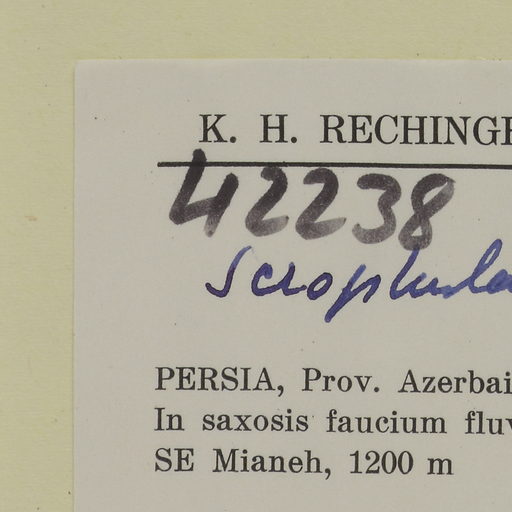 K. H. RECHINGE
42238
Scrophula
PERSIA, Prov. Azerbai
In saxosis faucium fluv
SE Mianeh, 1200 m